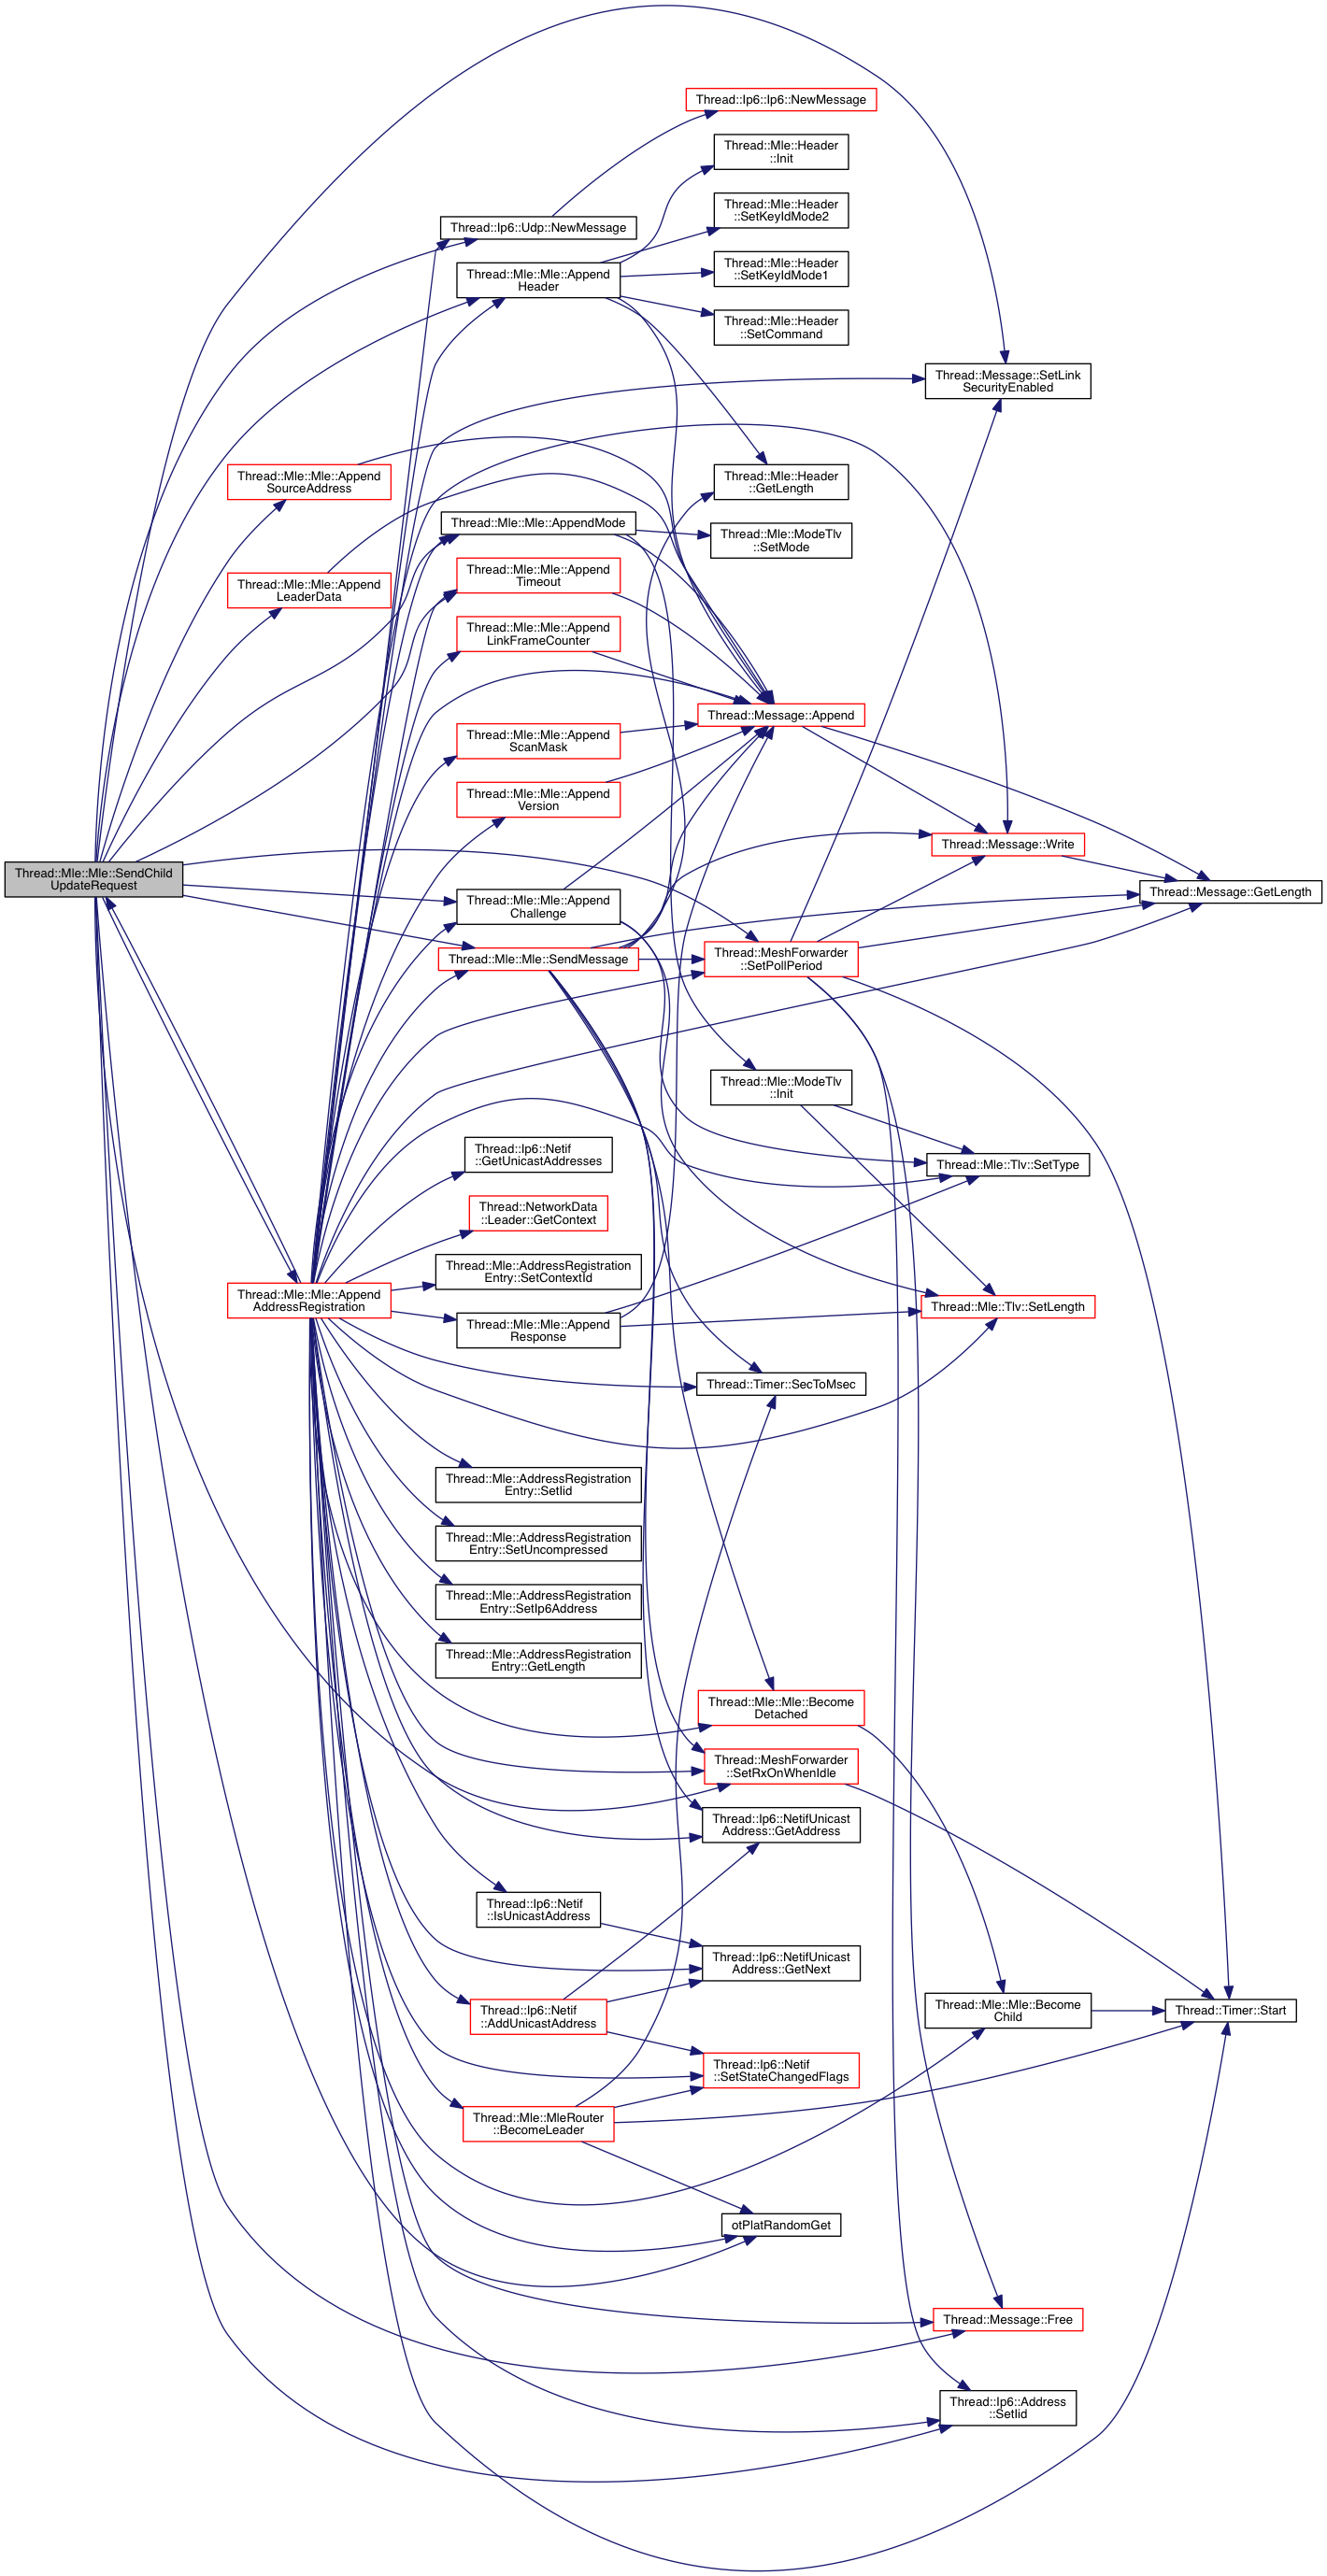 Thread::Ip6::Ip6::NewMessage
Thread::Mle::Header
::Init
Thread::Mle::Header
::SetKeyIdMode2
Thread::Ip6::Udp::NewMessage
Thread::Mle::Mle::Append
Header
Thread::Mle::Header
::SetKeyIdMode1
Thread::Mle::Header
::SetCommand
Thread::Message::SetLink
SecurityEnabled
Thread::Mle::Mle::Append
SourceAddress
Thread::Mle::Header
::GetLength
Thread::Mle::Mle::AppendMode
Thread::Mle::ModeTlv
::SetMode
Thread::Mle::Mle::Append
LeaderData
Thread::Mle::Mle::Append
Timeout
Thread::Mle::Mle::Append
LinkFrameCounter
Thread::Message::Append
Thread::Mle::Mle::Append
ScanMask
Thread::Mle::Mle::Append
Version
Thread::Message::Write
Thread::Mle::Mle::SendChild
UpdateRequest
Thread::Message::GetLength
Thread::Mle::Mle::Append
Challenge
Thread::Mle::Mle::SendMessage
Thread::MeshForwarder
::SetPollPeriod
Thread::Mle::ModeTlv
::Init
Thread::Ip6::Netif
::GetUnicastAddresses
Thread::Mle::Tlv::SetType
Thread::NetworkData
::Leader::GetContext
Thread::Mle::AddressRegistration
Entry::SetContextId
Thread::Mle::Mle::Append
AddressRegistration
Thread::Mle::Mle::Append
Response
Thread::Mle::Tlv::SetLength
Thread::Timer::SecToMsec
Thread::Mle::AddressRegistration
Entry::SetIid
Thread::Mle::AddressRegistration
Entry::SetUncompressed
Thread::Mle::AddressRegistration
Entry::SetIp6Address
Thread::Mle::AddressRegistration
Entry::GetLength
Thread::Mle::Mle::Become
Detached
Thread::MeshForwarder
::SetRxOnWhenIdle
Thread::Ip6::NetifUnicast
Address::GetAddress
Thread::Ip6::Netif
::IsUnicastAddress
Thread::Ip6::NetifUnicast
Address::GetNext
Thread::Ip6::Netif
::AddUnicastAddress
Thread::Mle::Mle::Become
Child
Thread::Timer::Start
Thread::Ip6::Netif
::SetStateChangedFlags
Thread::Mle::MleRouter
::BecomeLeader
otPlatRandomGet
Thread::Message::Free
Thread::Ip6::Address
::SetIid